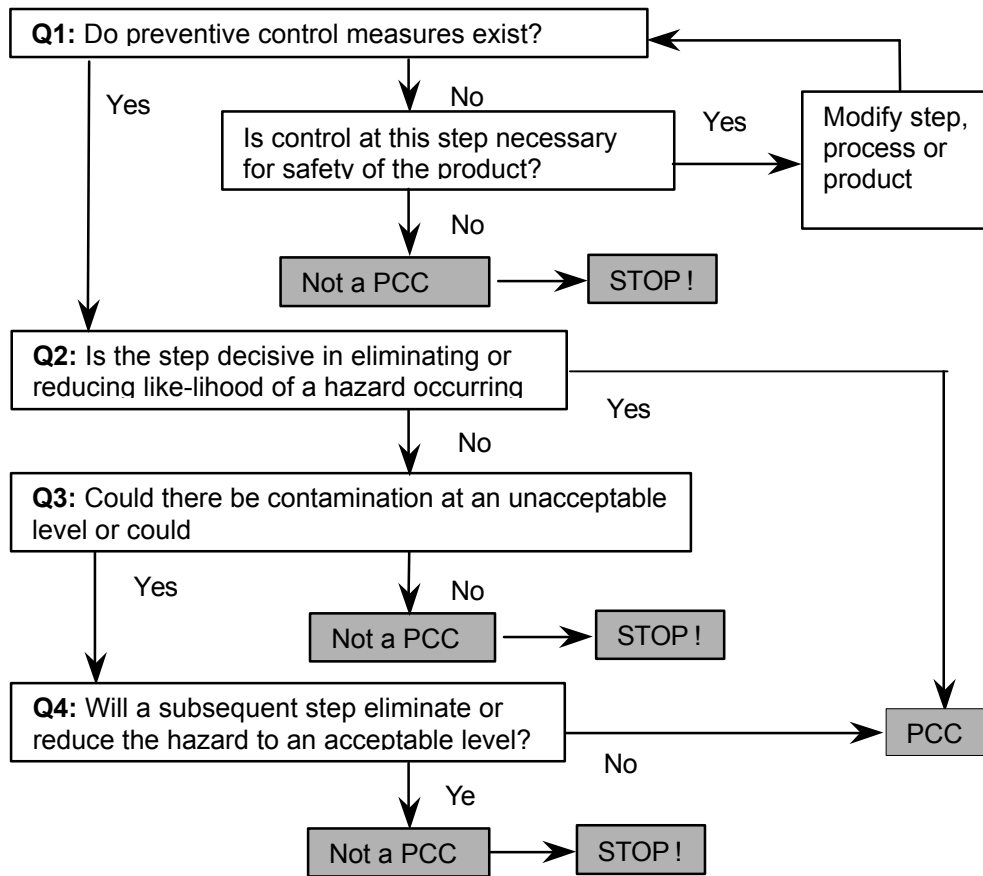 Q1: Do preventive control measures exist?
Yes
No
Is control at this step necessary
for safety of the product?
Yes
Modify step,
process or
product
No
Not a PCC
STOP !
Q2: Is the step decisive in eliminating or
reducing like-lihood of a hazard occurring
Yes
No
Q3: Could there be contamination at an unacceptable
level or could
Yes
No
Not a PCC
STOP !
Q4: Will a subsequent step eliminate or
reduce the hazard to an acceptable level?
No
PCC
Ye
Not a PCC
STOP !